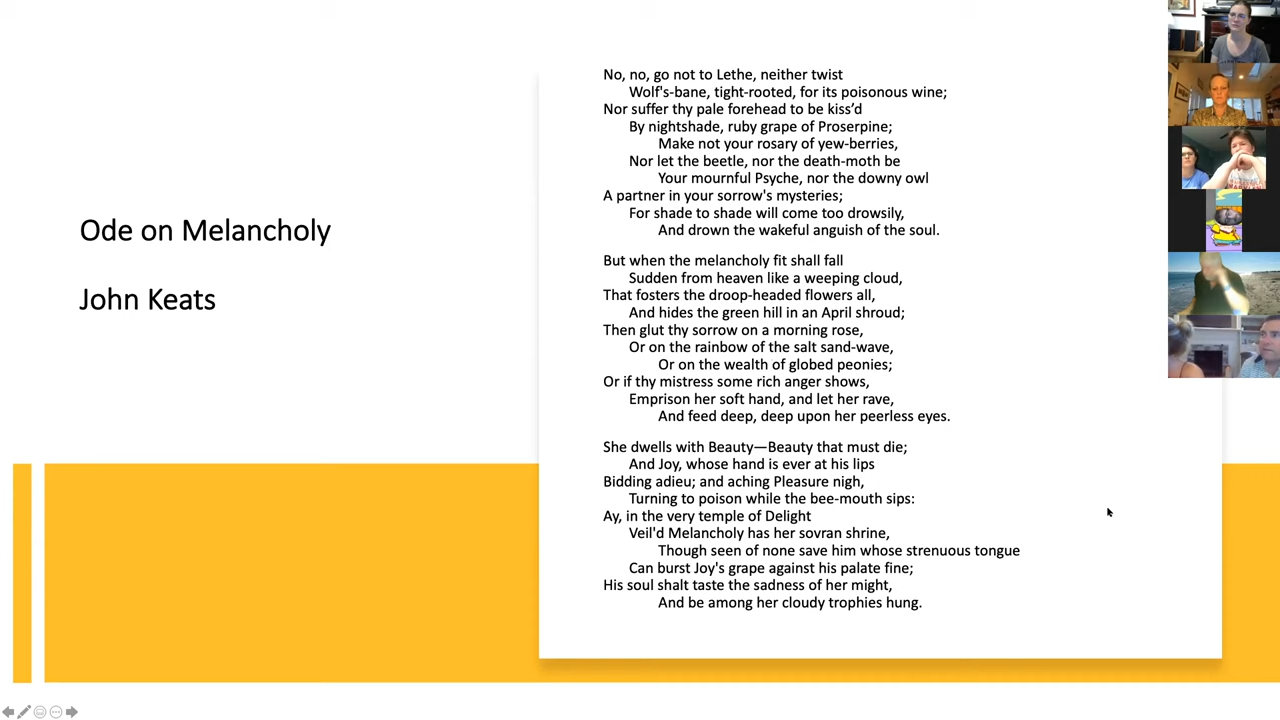 Ode on Melancholy
John Keats
No, no, go not to Lethe, neither twist
Wolf's-bane, tight-rooted, for its poisonous wine;
Nor suffer thy pale forehead to be kiss’d
By nightshade, ruby grape of Proserpine;
Make not your rosary of yew-berries,
Nor let the beetle, nor the death-moth be
Your mournful Psyche, nor the downy owl
A partner in your sorrow's mysteries;
For shade to shade will come too drowsily,
And drown the wakeful anguish of the soul.
But when the melancholy fit shall fall
Sudden from heaven like a weeping cloud,
That fosters the droop-headed flowers all,
And hides the green hill in an April shroud;
Then glut thy sorrow on a morning rose,
Or on the rainbow of the salt sand-wave,
Or on the wealth of globed peonies;
Or if thy mistress some rich anger shows,
Emprison her soft hand, and let her rave,
And feed deep, deep upon her peerless eyes.
She dwells with Beauty—Beauty that must die;
And Joy, whose hand is ever at his lips
Bidding adieu; and aching Pleasure nigh,
Turning to poison while the bee-mouth sips:
Ay, in the very temple of Delight
Veil'd Melancholy has her sovran shrine,
Though seen of none save him whose strenuous tongue
Can burst Joy's grape against his palate fine;
His soul shalt taste the sadness of her might,
And be among her cloudy trophies hung.